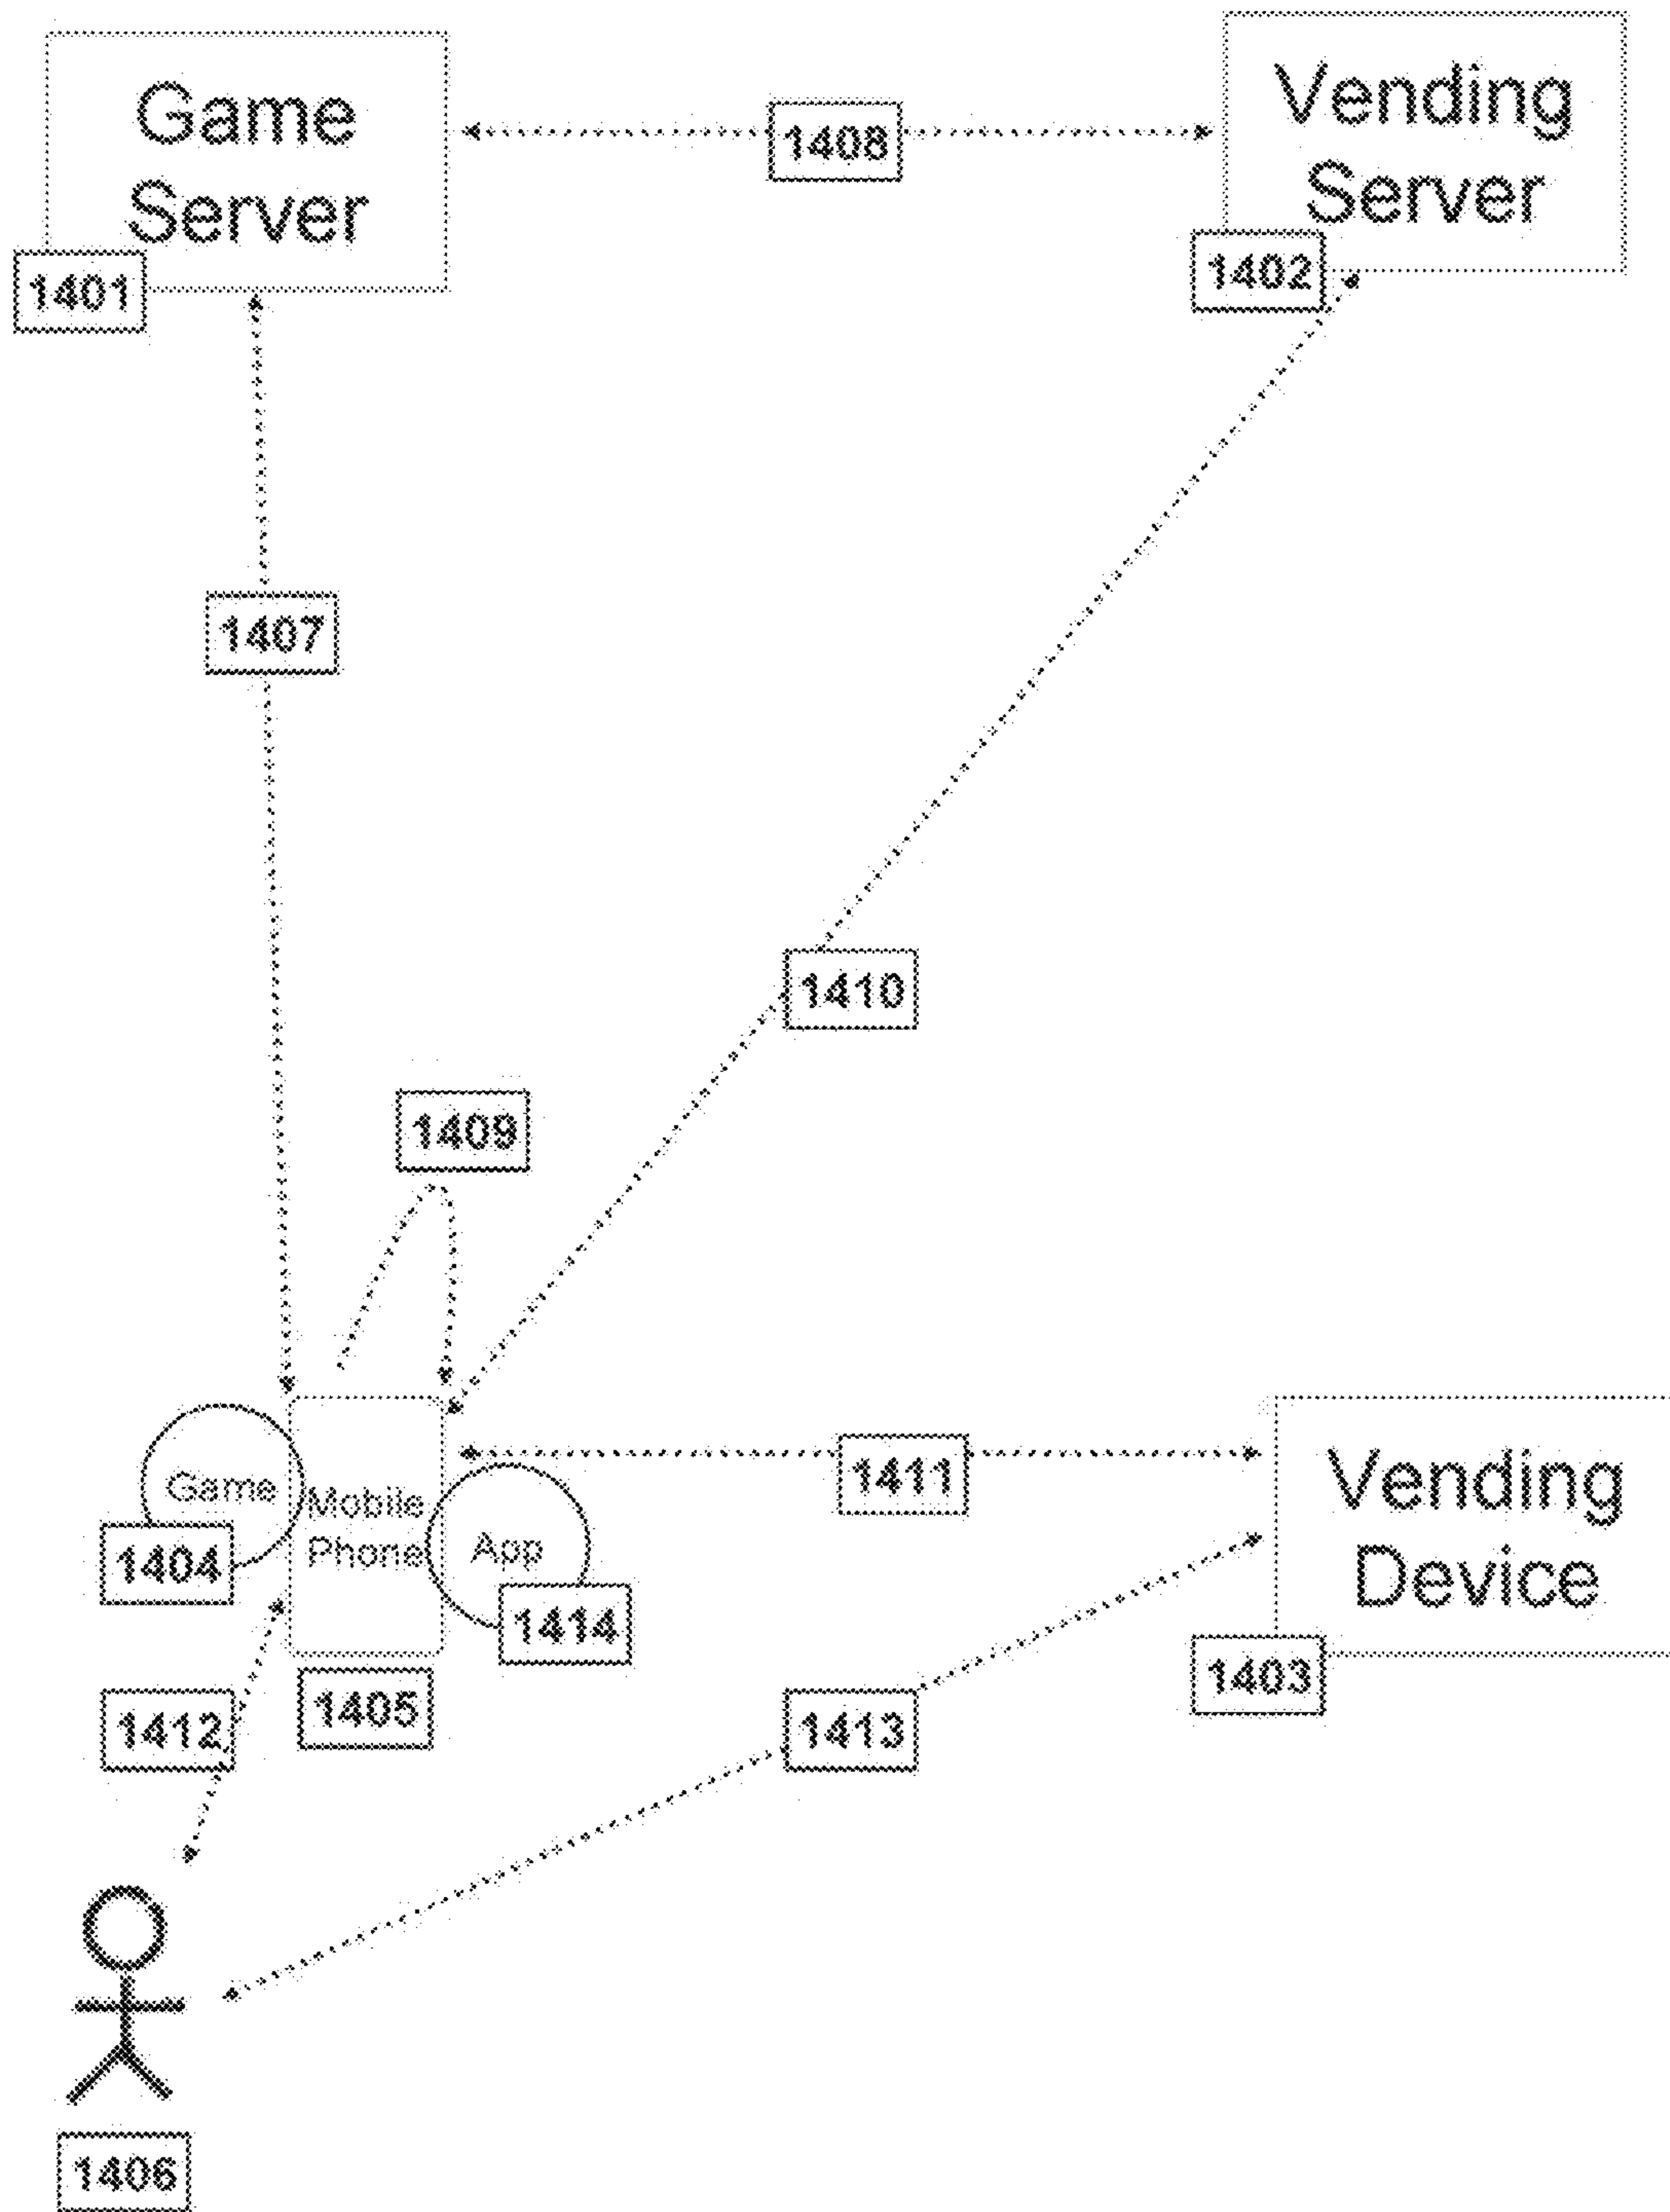 Game
Server
1401
1408
Vending
Server
1402
1407
1410
1409
Game
1404
Mobile
Phone
App
1414
1405
1411
Vending
Device
1403
1412
1413
1406